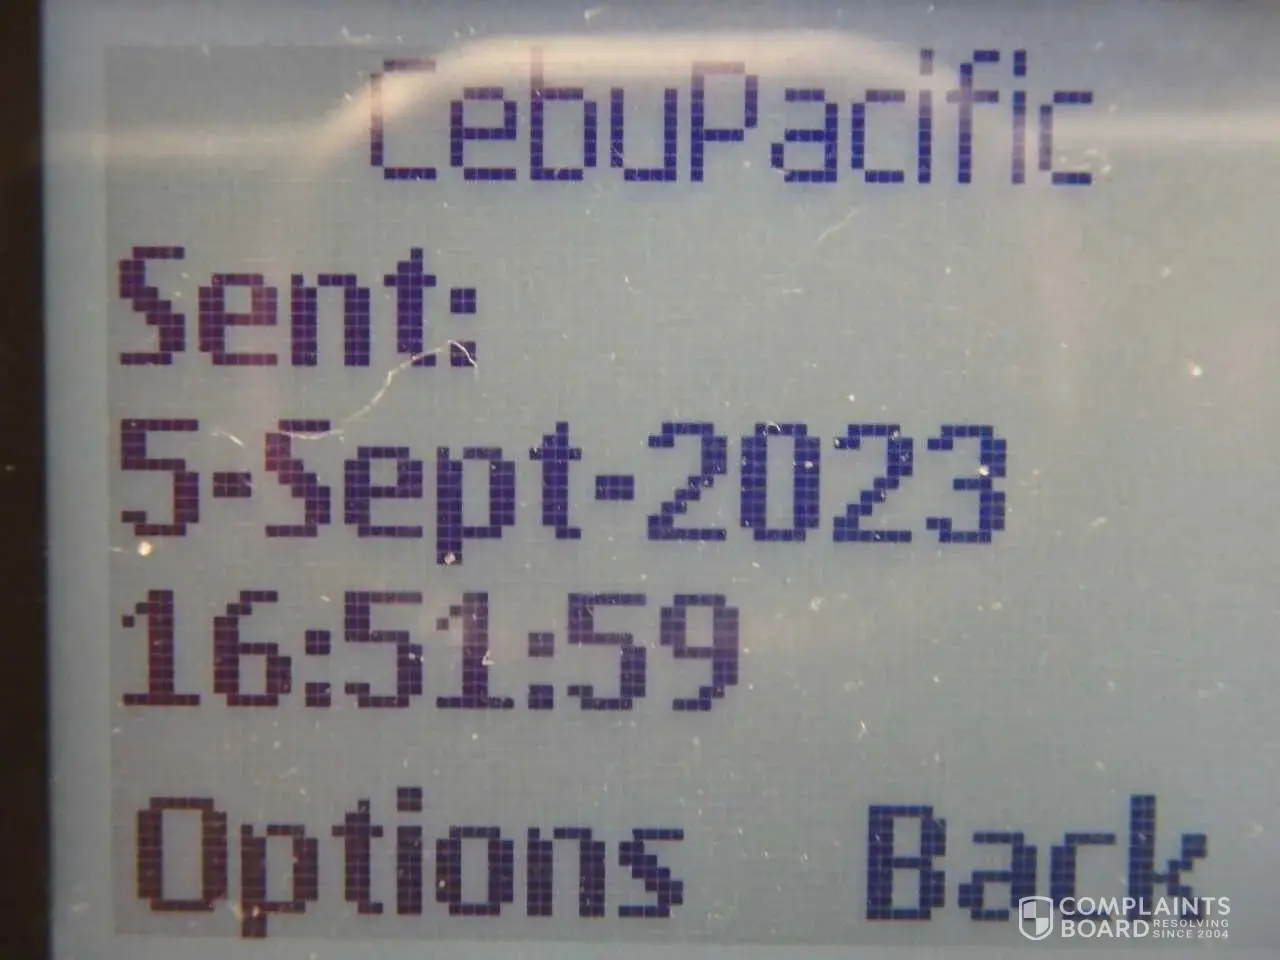 CebuPacific
Sent:
5-Sept-2023
16:51:59
Options Back
COMPLAINTS
BOARD RESOLVING
SINCE 2004